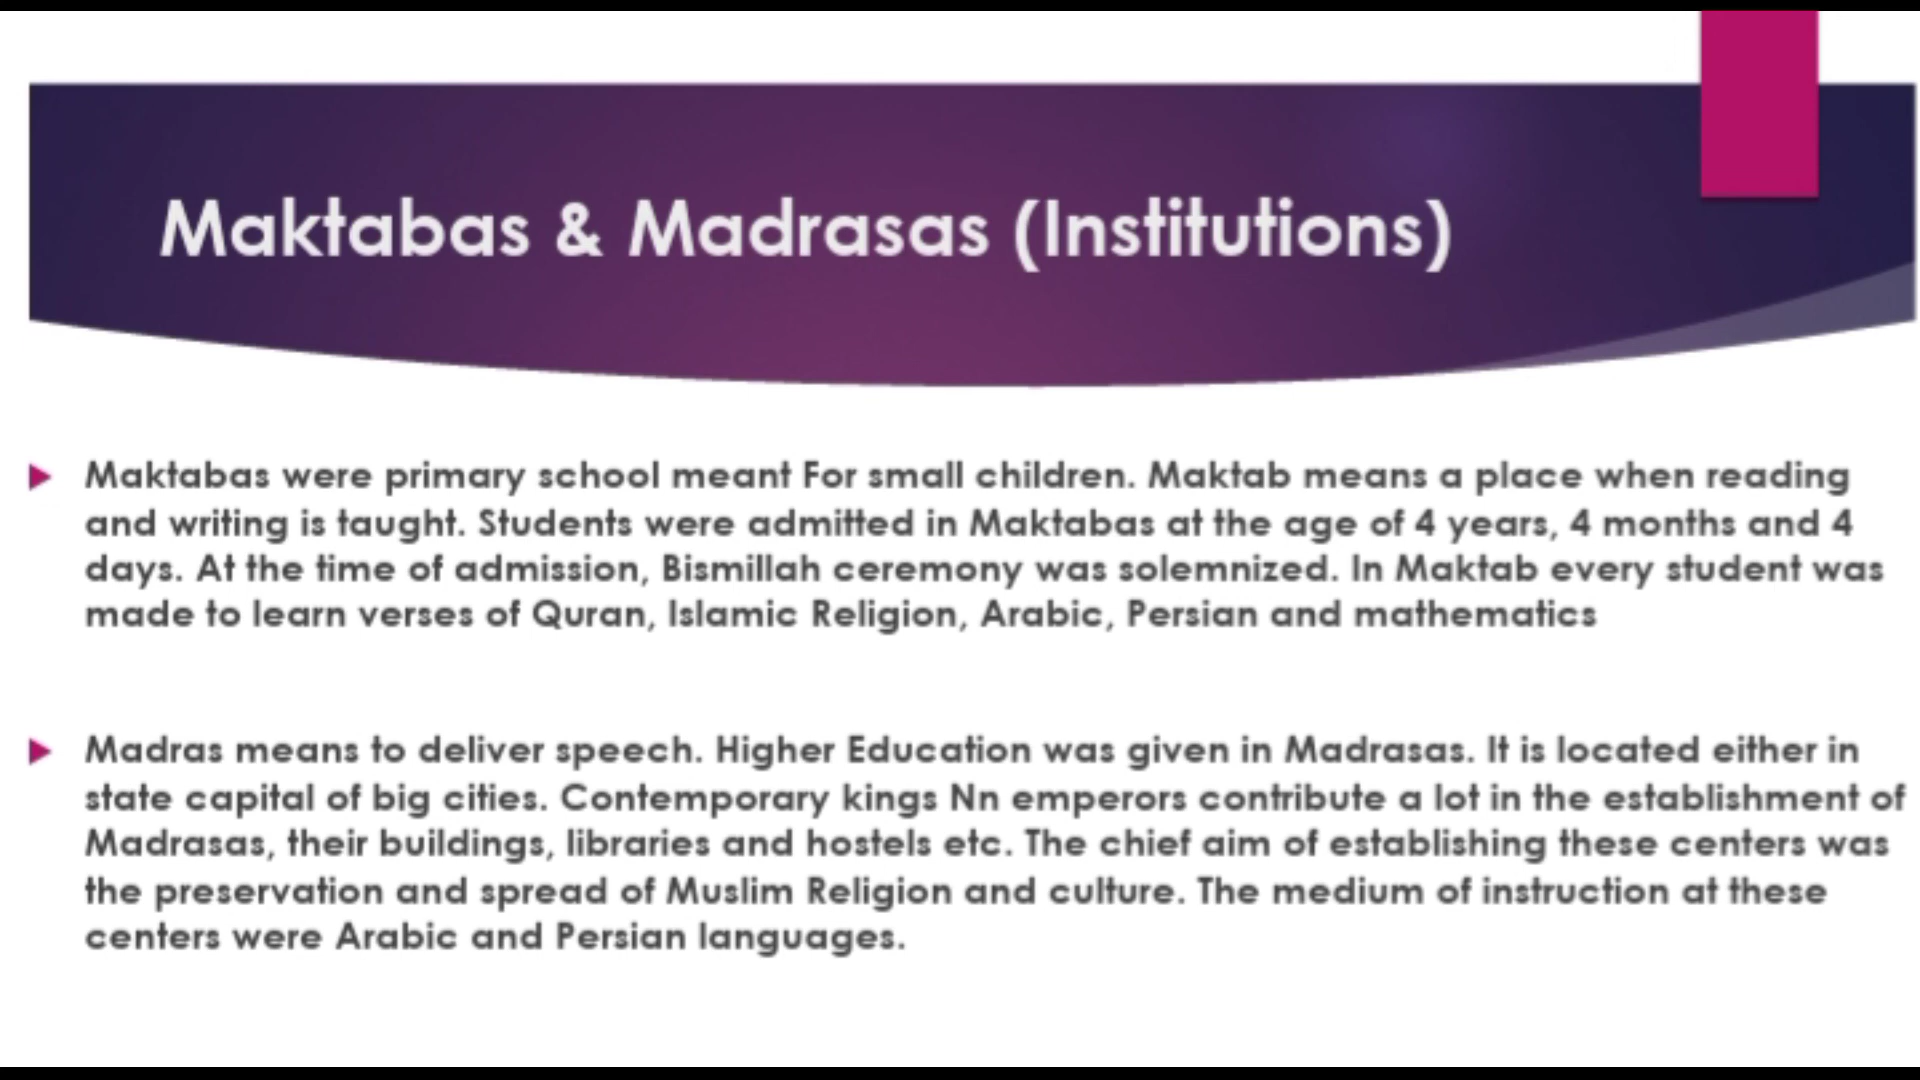 Maktabas & Madrasas (Institutions)
Maktabas were primary school meant For small children. Maktab means a place when reading
and writing is taught. Students were admitted in Maktabas at the age of 4 years, 4 months and 4
days. At the time of admission, Bismillah ceremony was solemnized. In Maktab every student was
made to learn verses of Quran, Islamic Religion, Arabic, Persian and mathematics
Madras means to deliver speech. Higher Education was given in Madrasas. It is located either in
state capital of big cities. Contemporary kings Nn emperors contribute a lot in the establishment of
Madrasas, their buildings, libraries and hostels etc. The chief aim of establishing these centers was
the preservation and spread of Muslim Religion and culture. The medium of instruction at these
centers were Arabic and Persian languages.